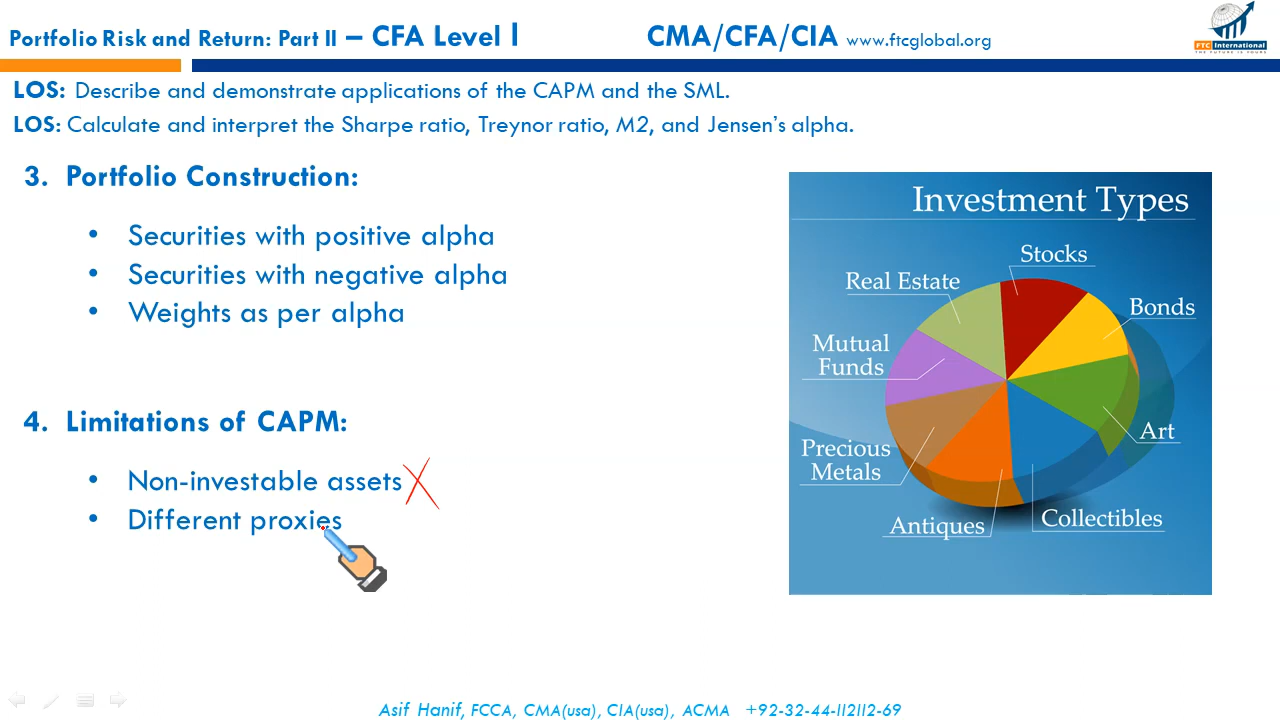 Portfolio Risk and Return: Part II – CFA Level I CMA/CFA/CIA www.ftcglobal.org
FTC International
THE FUTURE IS YOURS
LOS: Describe and demonstrate applications of the CAPM and the SML.
LOS: Calculate and interpret the Sharpe ratio, Treynor ratio, M2, and Jensen's alpha.
3. Portfolio Construction:
• Securities with positive alpha
• Securities with negative alpha
• Weights as per alpha
4. Limitations of CAPM:
• Non-investable assets
• Different proxies
Investment Types
Stocks
Real Estate
Bonds
Mutual
Funds
Art
Precious
Metals
Antiques
Collectibles
Asif Hanif, FCCA, CMA(usa), CIA(usa), ACMA +92-32-44-112112-69